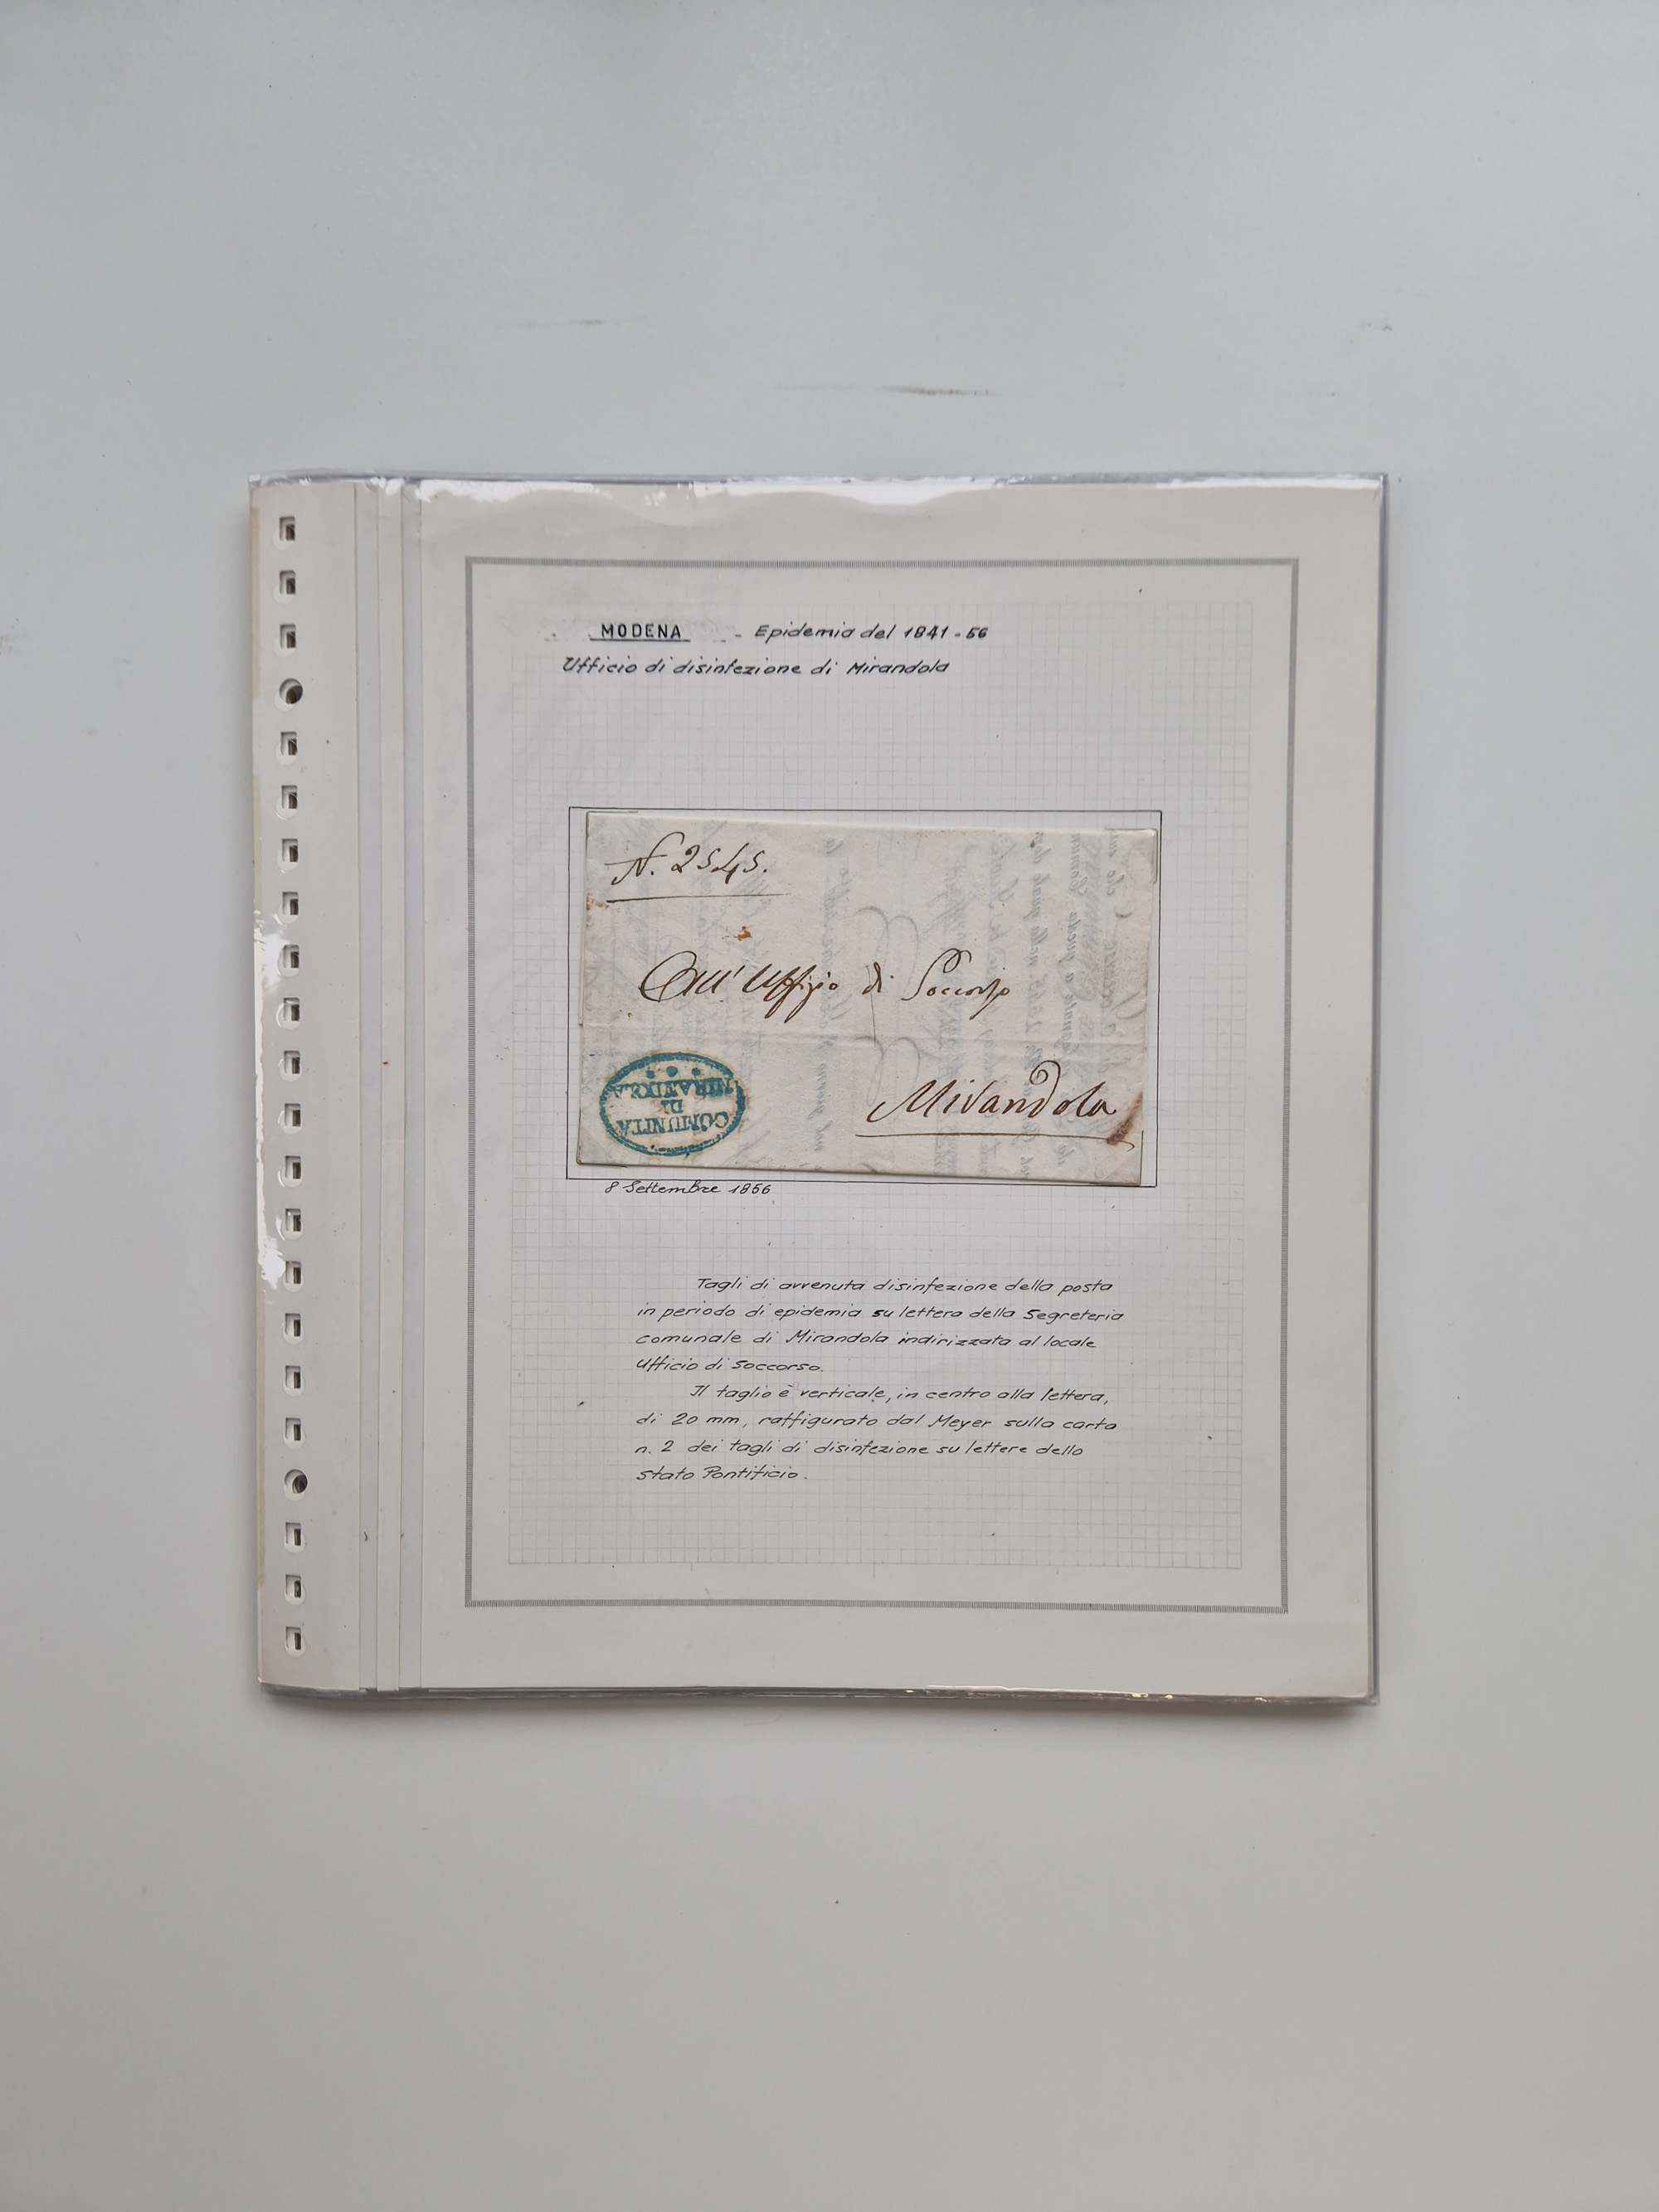 MODENA - Epidemia del 1841-56
Ufficio di disinfezione di Mirandola
N. 2545.
All' Uffizio di Soccorso
Mirandola
COMUNITA
DI
8 Settembre 1856
Tagli di avvenuta disinfezione della posta
in periodo di epidemia su lettera della Segreteria
comunale di Mirandola indirizzata al locale
Ufficio di Soccorso.
Il taglio è verticale, in centro alla lettera,
di 20 mm, raffigurato dal Meyer sulla carta
n. 2 dei tagli di disinfezione su lettere dello
Stato Pontificio.